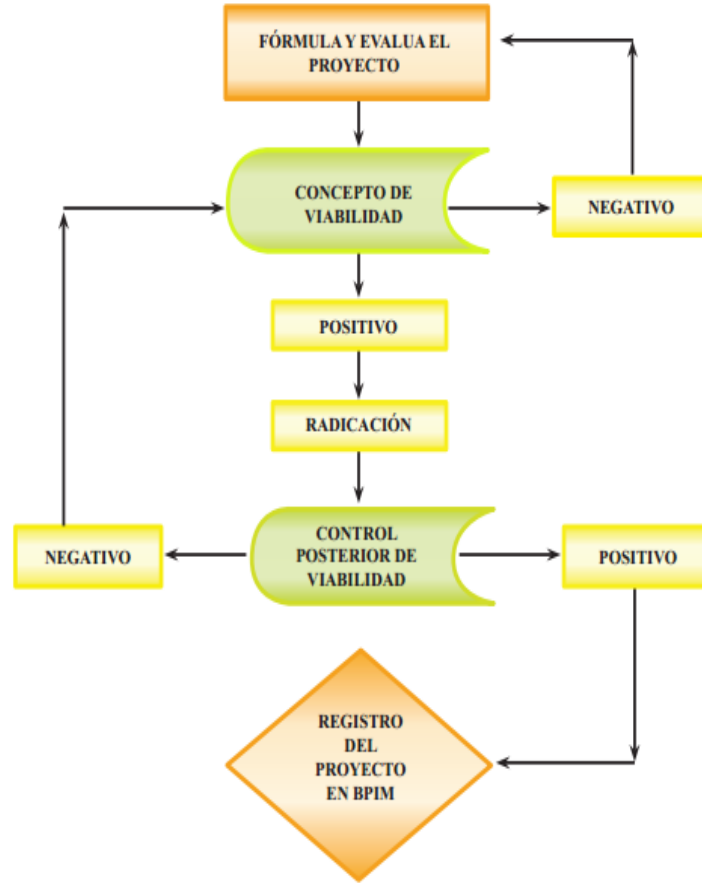 FÓRMULA Y EVALUA EL
PROYECTO
CONCEPTO DE
VIABILIDAD
NEGATIVO
POSITIVO
RADICACIÓN
NEGATIVO
CONTROL
POSTERIOR DE
VIABILIDAD
POSITIVO
REGISTRO
DEL
PROYECTO
EN BPIM